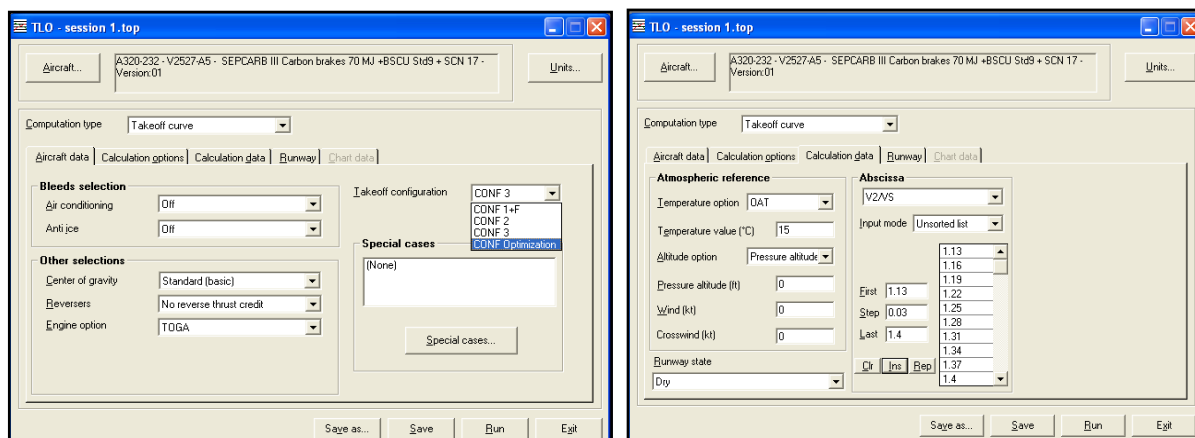 TLO - session 1.top
Aircraft...
A320-232 - V2527-A5 - SEPCARB III Carbon brakes 70 MJ +BSCU Std9 + SCN 17 -
Version:01
Units...
Computation type
Takeoff curve
Aircraft data
Calculation options
Calculation data
Runway
Chart data
Bleeds selection
Air conditioning
Off
Anti ice
Off
Other selections
Center of gravity
Standard (basic)
Reversers
No reverse thrust credit
Engine option
TOGA
Takeoff configuration
CONF 3
CONF 1+F
CONF 2
CONF 3
CONF Optimization
Special cases
(None)
Special cases...
Save as...
Save
Run
Exit
TLO - session 1.top
Aircraft...
A320-232 - V2527-A5 - SEPCARB III Carbon brakes 70 MJ +BSCU Std9 + SCN 17 -
Version:01
Units...
Computation type
Takeoff curve
Aircraft data
Calculation options
Calculation data
Runway
Chart data
Atmospheric reference
Temperature option
OAT
Temperature value (°C)
15
Altitude option
Pressure altitude
Pressure altitude (ft)
0
Wind (kt)
0
Crosswind (kt)
0
Runway state
Dry
Abscissa
V2/VS
Input mode
Unsorted list
First
1.13
Step
0.03
Last
1.4
Clr
Ins
Rep
1.13
1.16
1.19
1.22
1.25
1.28
1.31
1.34
1.37
1.4
Save as...
Save
Run
Exit